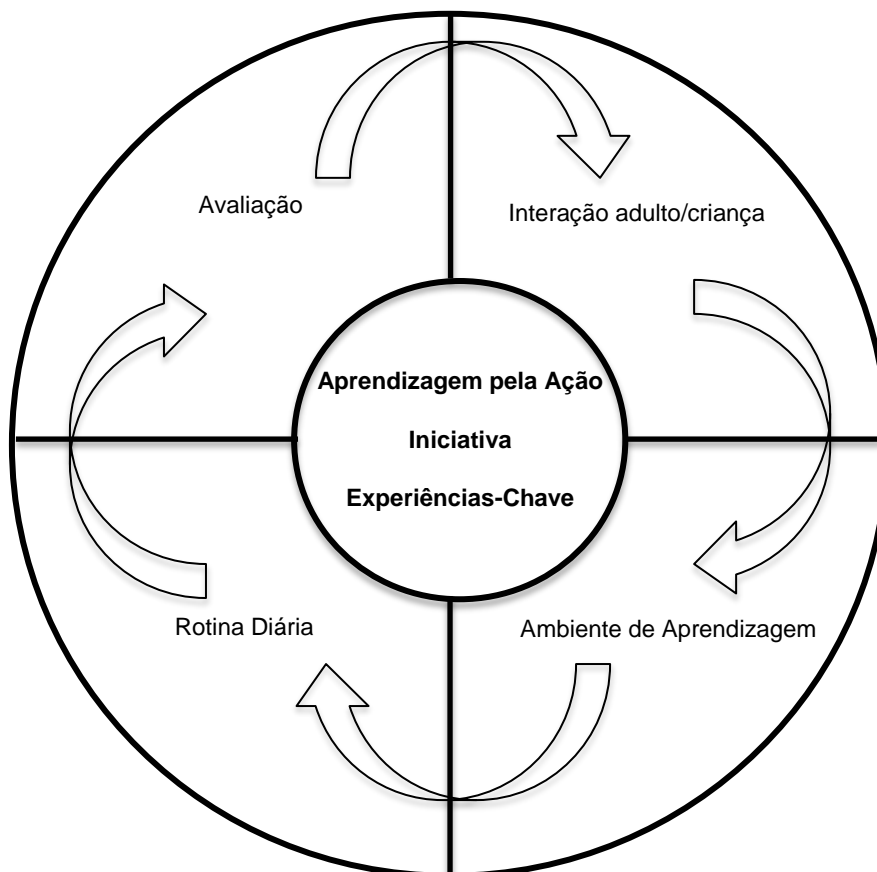 Avaliação
Interação adulto/criança
Aprendizagem pela Ação
Iniciativa
Experiências-Chave
Rotina Diária
Ambiente de Aprendizagem